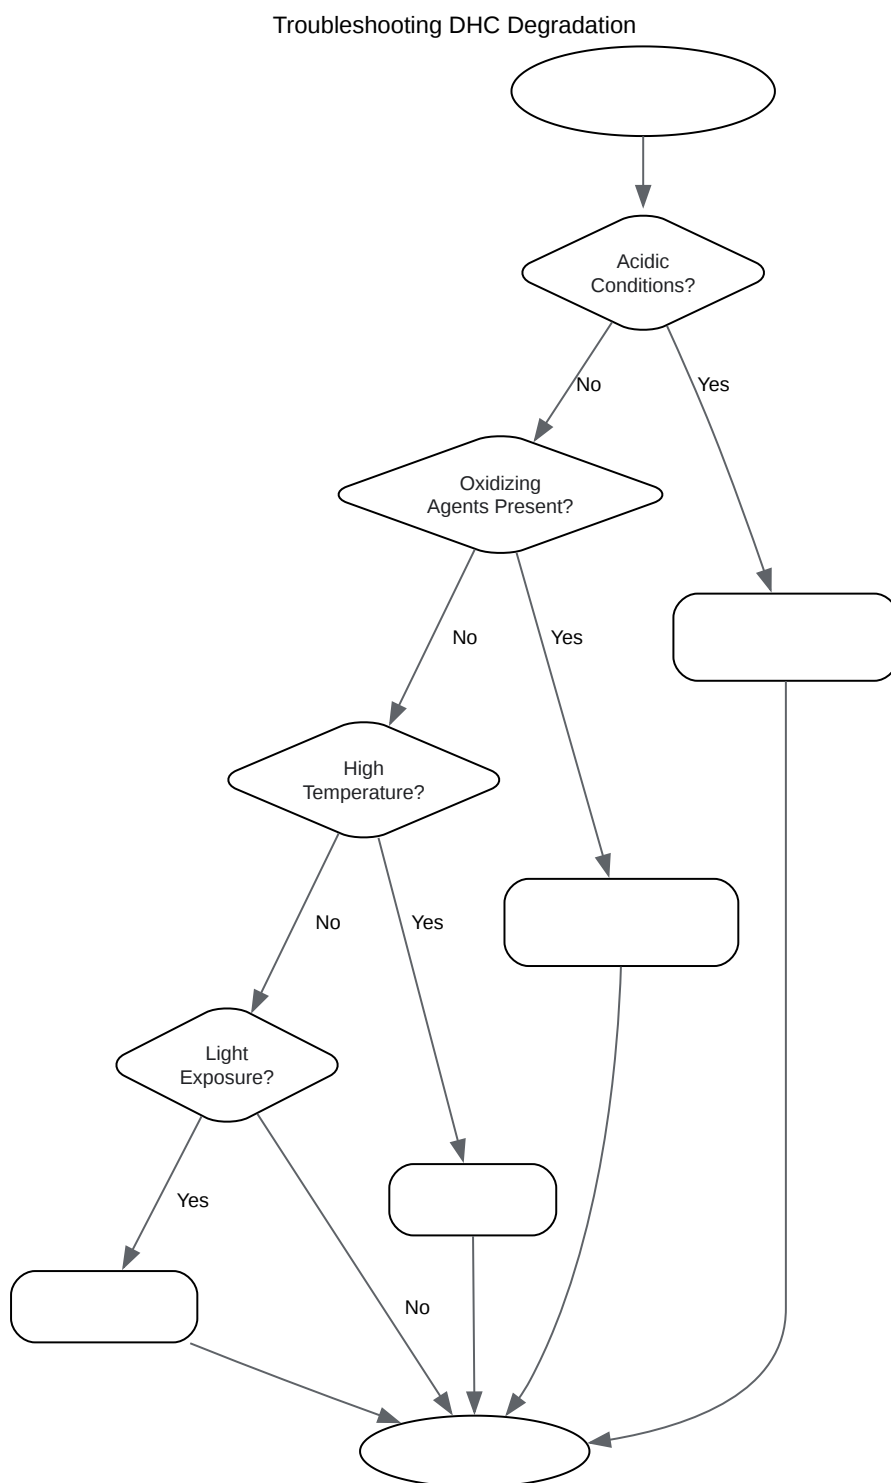 Troubleshooting DHC Degradation
Acidic
Conditions?
No
Yes
Oxidizing
Agents Present?
No
Yes
High
Temperature?
No
Yes
Light
Exposure?
Yes
No